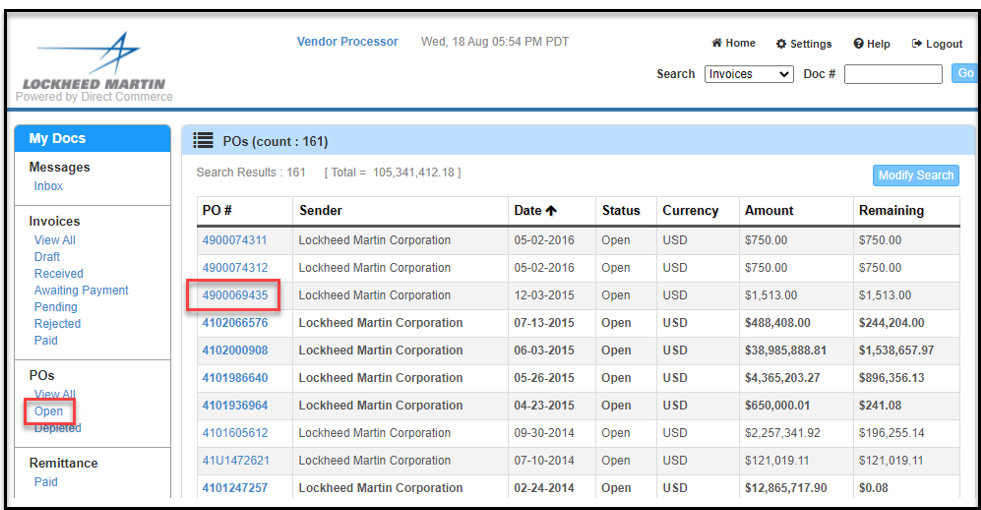 Vendor Processor Wed, 18 Aug 05:54 PM PDT Home Settings Help Logout
LOCKHEED MARTIN
Powered by Direct Commerce
Search Invoices Doc # Go
My Docs
Messages
Inbox
Invoices
View All
Draft
Received
Awaiting Payment
Pending
Rejected
Paid
POs
View All
Open
Depleted
Remittance
Paid
POs (count : 161)
Search Results : 161 [ Total = 105,341,412.18 ]
Modify Search
PO # Sender Date Status Currency Amount Remaining
4900074311 Lockheed Martin Corporation 05-02-2016 Open USD $750.00 $750.00
4900074312 Lockheed Martin Corporation 05-02-2016 Open USD $750.00 $750.00
4900069435 Lockheed Martin Corporation 12-03-2015 Open USD $1,513.00 $1,513.00
4102066576 Lockheed Martin Corporation 07-13-2015 Open USD $488,408.00 $244,204.00
4102000908 Lockheed Martin Corporation 06-03-2015 Open USD $38,985,888.81 $1,538,657.97
4101986640 Lockheed Martin Corporation 05-26-2015 Open USD $4,365,203.27 $896,356.13
4101936964 Lockheed Martin Corporation 04-23-2015 Open USD $650,000.01 $241.08
4101605612 Lockheed Martin Corporation 09-30-2014 Open USD $2,257,341.92 $196,255.14
41U1472621 Lockheed Martin Corporation 07-10-2014 Open USD $121,019.11 $121,019.11
4101247257 Lockheed Martin Corporation 02-24-2014 Open USD $12,865,717.90 $0.08